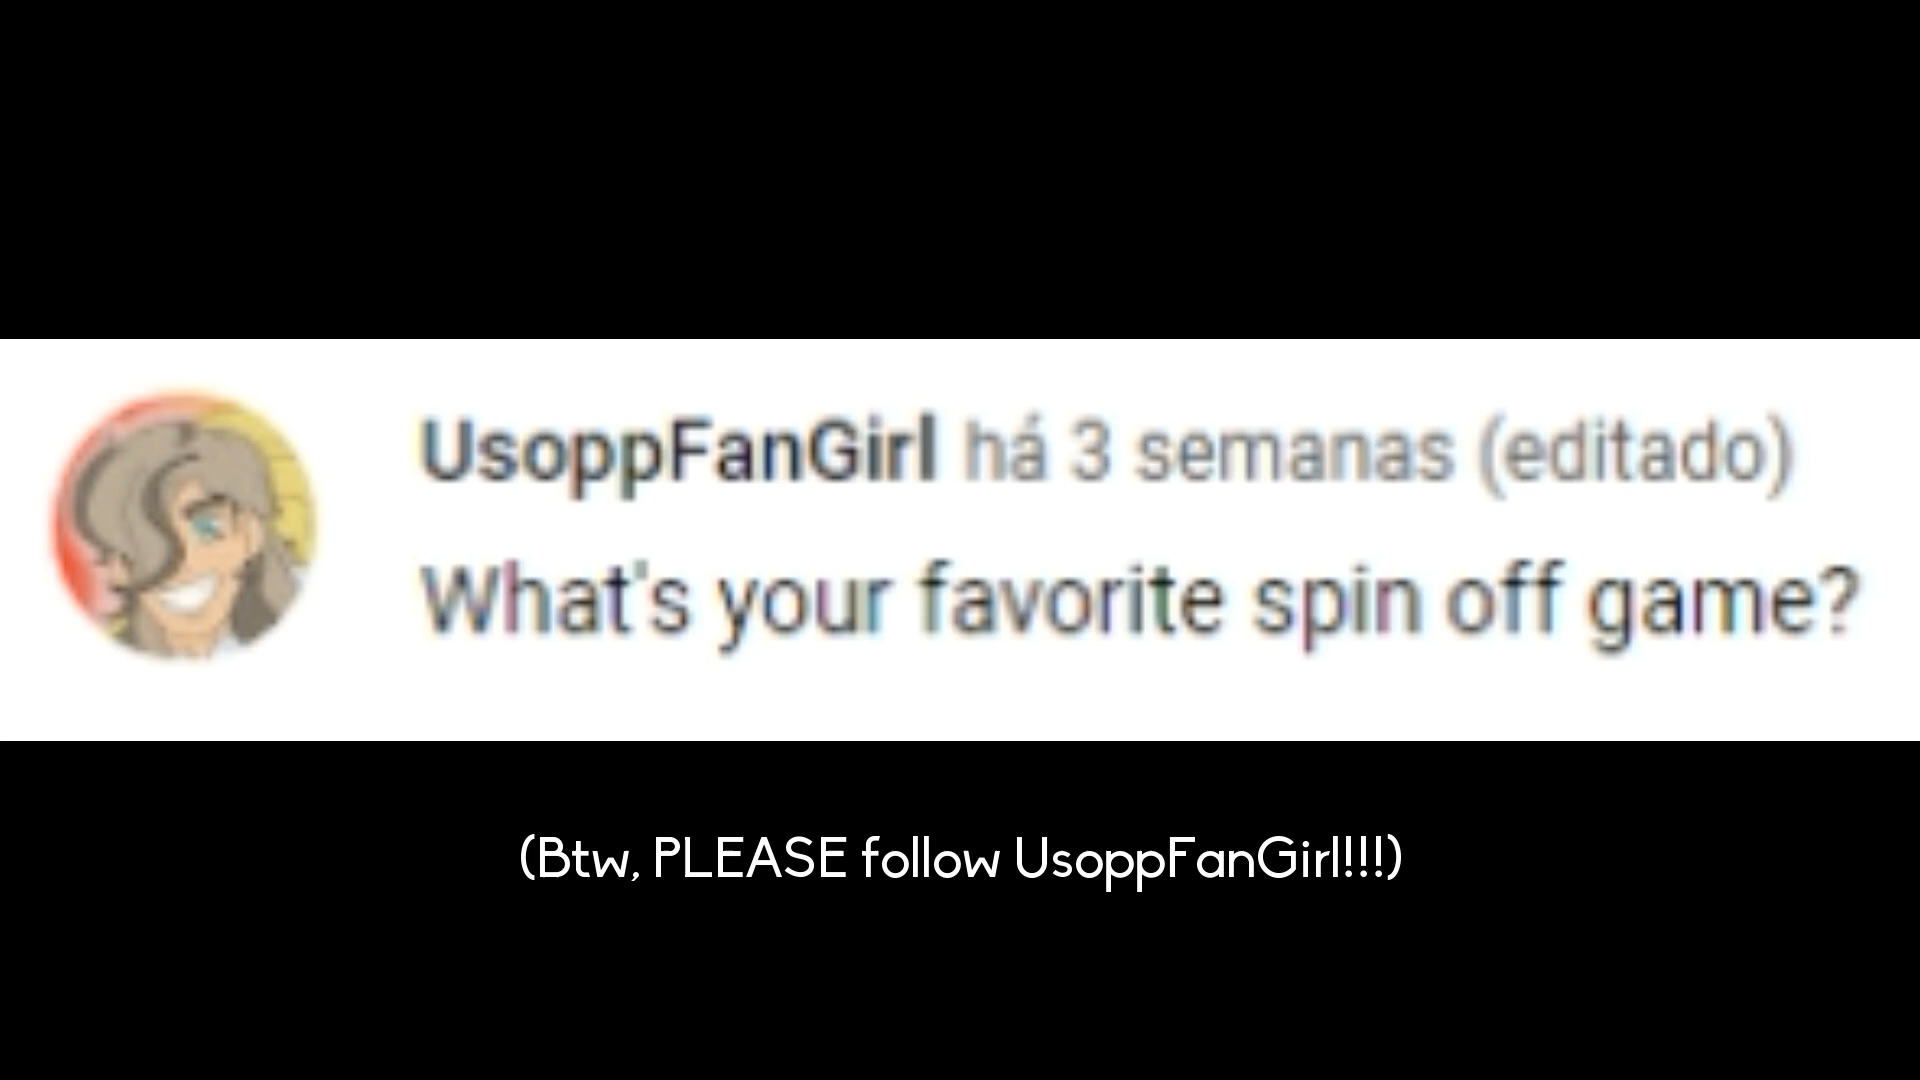 UsoppFanGirl há 3 semanas (editado)
What's your favorite spin off game?
(Btw, PLEASE follow UsoppFanGirl!!!)